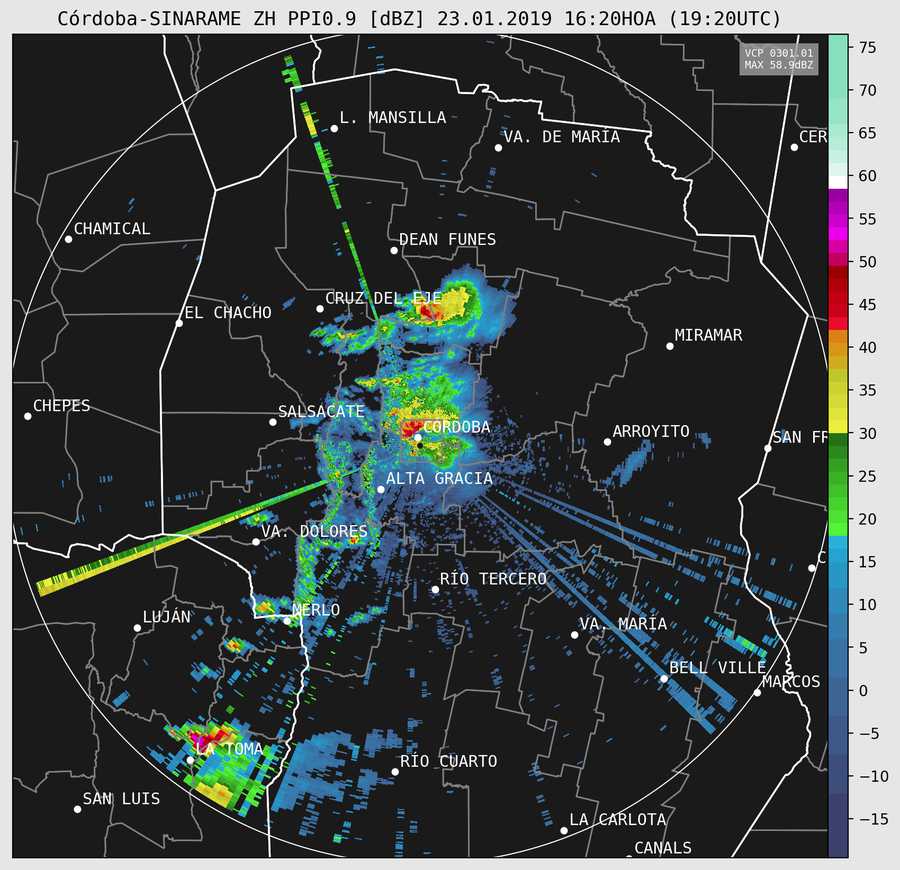 Córdoba-SINARAME ZH PPI0.9 [dBZ] 23.01.2019 16:20HOA (19:20UTC)
VCP 0301.01
MAX 58.9dBZ
75
70
65
60
55
50
45
40
35
30
25
20
15
10
5
0
−5
−10
−15
L. MANSILLA
VA. DE MARÍA
CER
CHAMICAL
DEAN FUNES
CRUZ DEL EJE
EL CHACHO
MIRAMAR
CHEPES
SALSACATE
CÓRDOBA
ARROYITO
SAN FR
ALTA GRACIA
VA. DOLORES
C
RÍO TERCERO
LUJÁN
MERLO
VA. MARÍA
BELL VILLE
MARCOS
LA TOMA
RÍO CUARTO
SAN LUIS
LA CARLOTA
CANALS